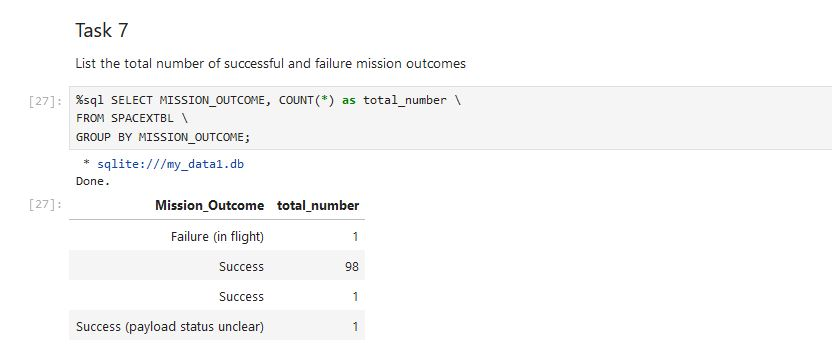 Task 7
List the total number of successful and failure mission outcomes
[27]: %sql SELECT MISSION_OUTCOME, COUNT(*) as total_number \
FROM SPACEXTBL \
GROUP BY MISSION_OUTCOME;
* sqlite:///my_data1.db
Done.
[27]: Mission_Outcome total_number
Failure (in flight) 1
Success 98
Success 1
Success (payload status unclear) 1